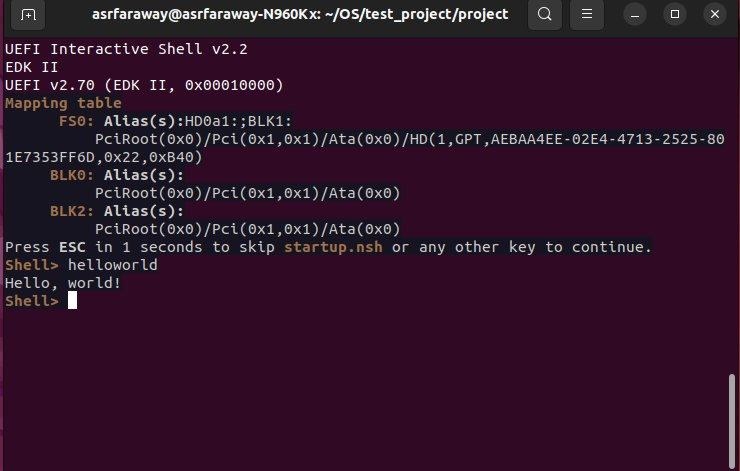 asrfaraway@asrfaraway-N960Kx: ~/OS/test_project/project
UEFI Interactive Shell v2.2
EDK II
UEFI v2.70 (EDK II, 0x00010000)
Mapping table
FS0: Alias(s):HD0a1:;BLK1:
PciRoot(0x0)/Pci(0x1,0x1)/Ata(0x0)/HD(1,GPT,AEBAA4EE-02E4-4713-2525-80
1E7353FF6D,0x22,0xB40)
BLK0: Alias(s):
PciRoot(0x0)/Pci(0x1,0x1)/Ata(0x0)
BLK2: Alias(s):
PciRoot(0x0)/Pci(0x1,0x1)/Ata(0x0)
Press ESC in 1 seconds to skip startup.nsh or any other key to continue.
Shell> helloworld
Hello, world!
Shell>